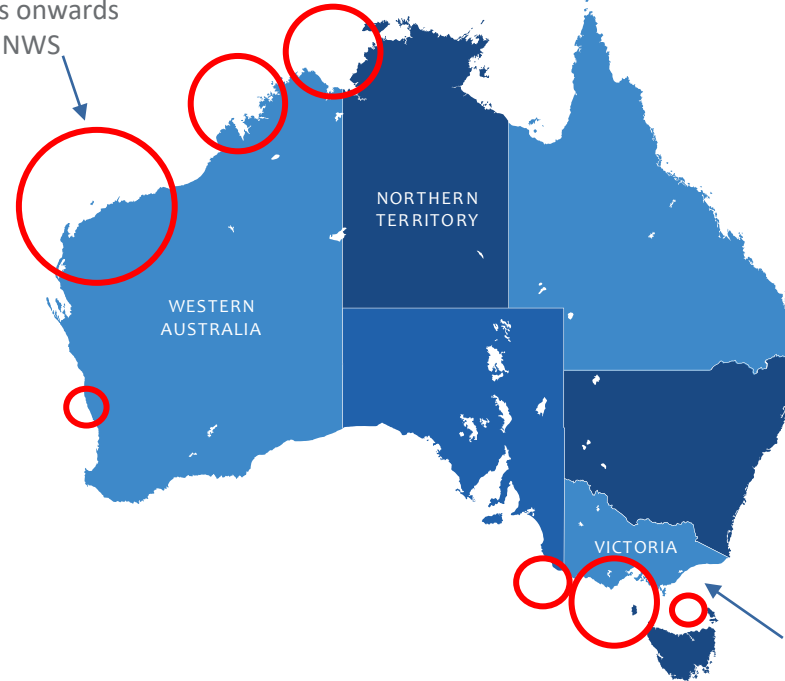 s onwards
NWS
NORTHERN
TERRITORY
WESTERN
AUSTRALIA
VICTORIA